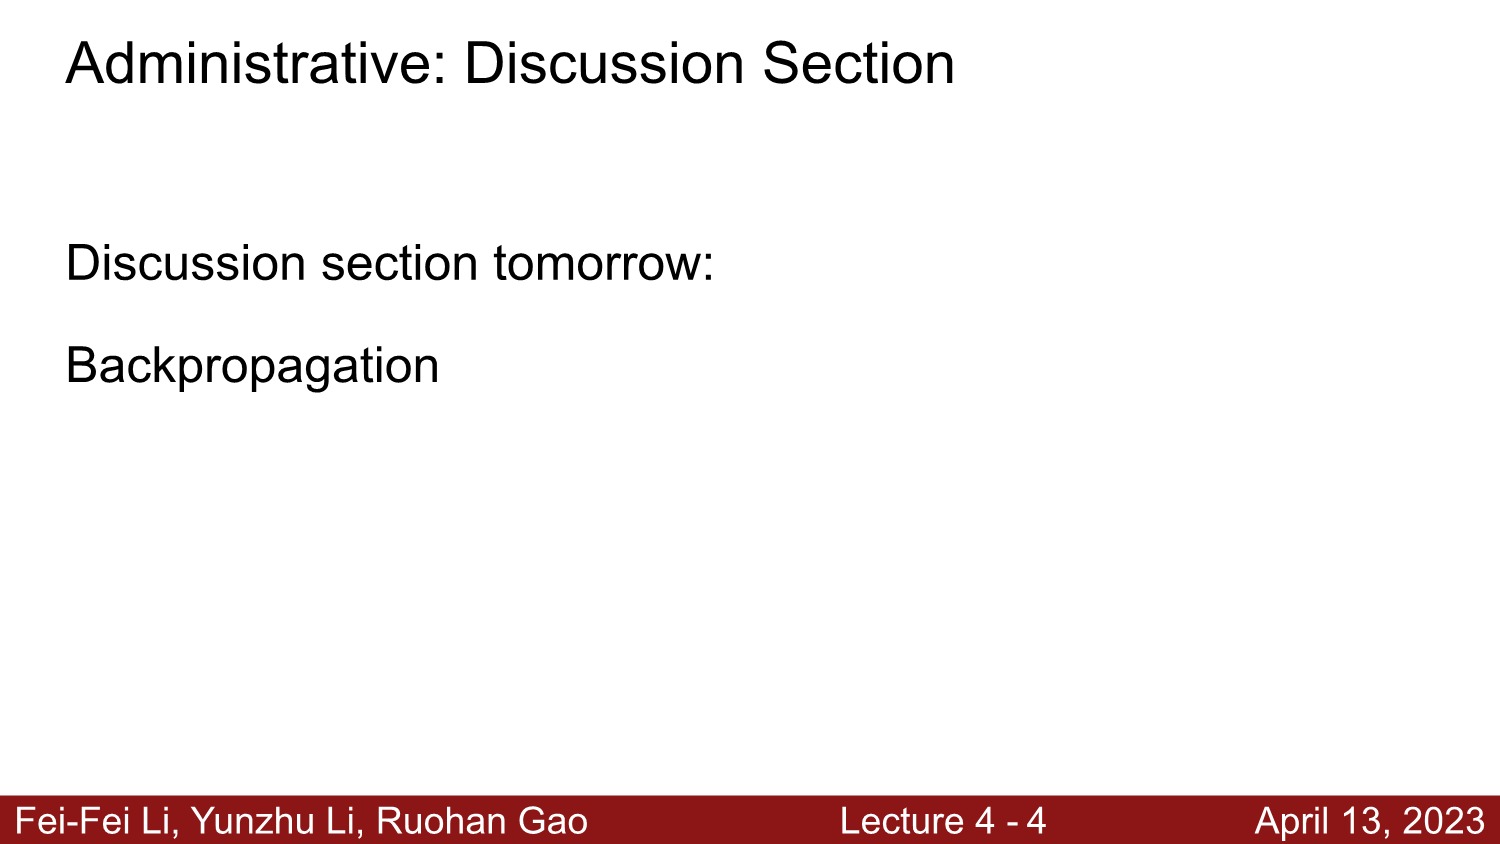 Administrative: Discussion Section
Discussion section tomorrow:
Backpropagation
Fei-Fei Li, Yunzhu Li, Ruohan Gao
Lecture 4 - 4
April 13, 2023